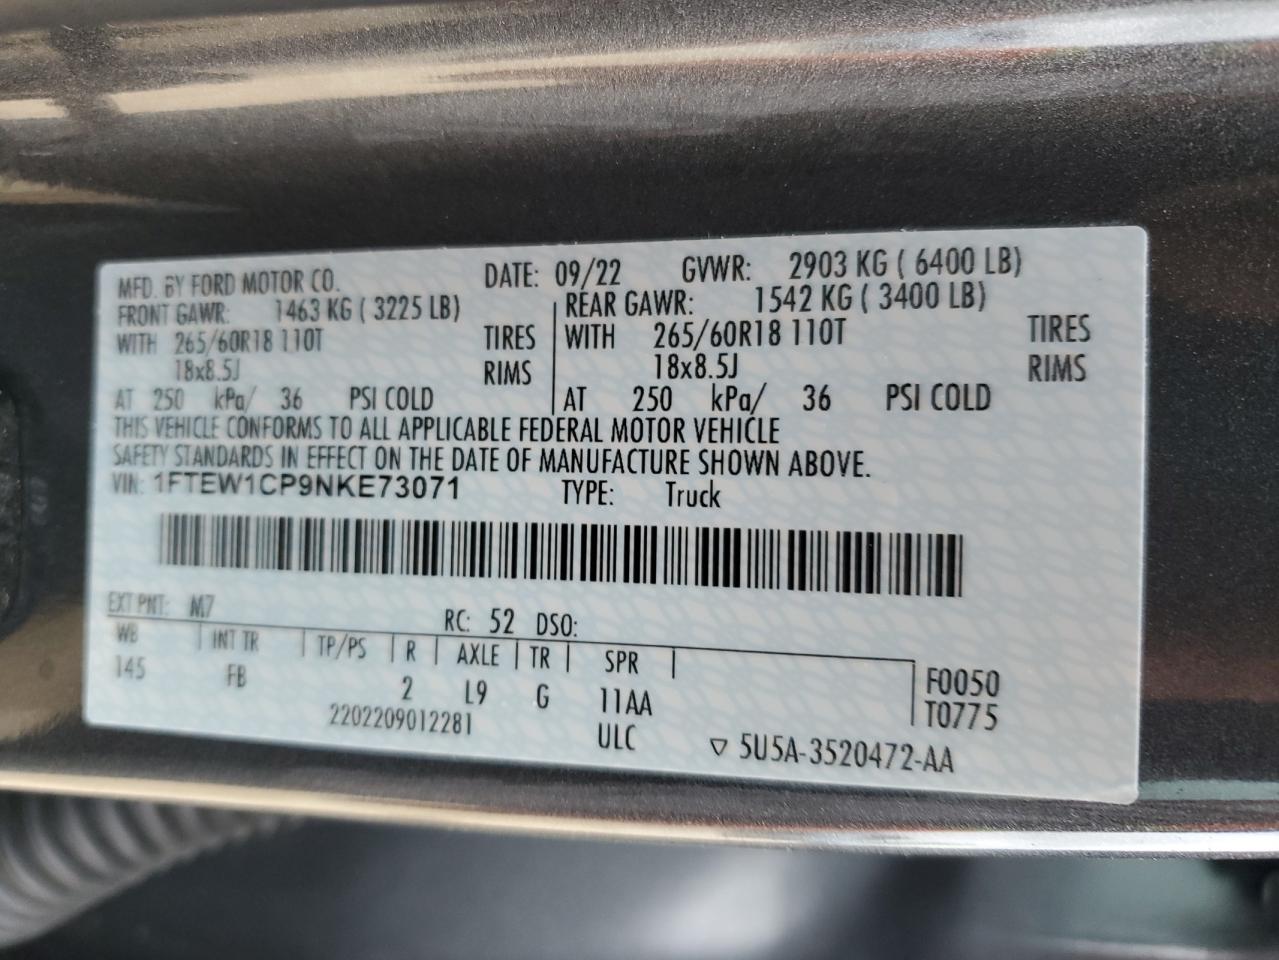 MFD. BY FORD MOTOR CO. DATE: 09/22 GVWR: 2903 KG ( 6400 LB)
FRONT GAWR: 1463 KG ( 3225 LB) REAR GAWR: 1542 KG ( 3400 LB)
WITH 265/60R18 110T TIRES WITH 265/60R18 110T TIRES
18x8.5J RIMS 18x8.5J RIMS
AT 250 kPa/ 36 PSI COLD AT 250 kPa/ 36 PSI COLD
THIS VEHICLE CONFORMS TO ALL APPLICABLE FEDERAL MOTOR VEHICLE
SAFETY STANDARDS IN EFFECT ON THE DATE OF MANUFACTURE SHOWN ABOVE.
VIN: 1FTEW1CP9NKE73071 TYPE: Truck
EXT PNT: M7 RC: 52 DSO:
WB INT TR TP/PS R AXLE TR SPR
145 FB 2 L9 G 11AA F0050
2202209012281 ULC T0775
▽ 5U5A-3520472-AA